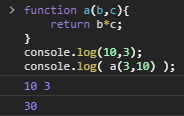 > function a(b,c){
return b*c;
}
console.log(10,3);
console.log( a(3,10) );
10 3
30